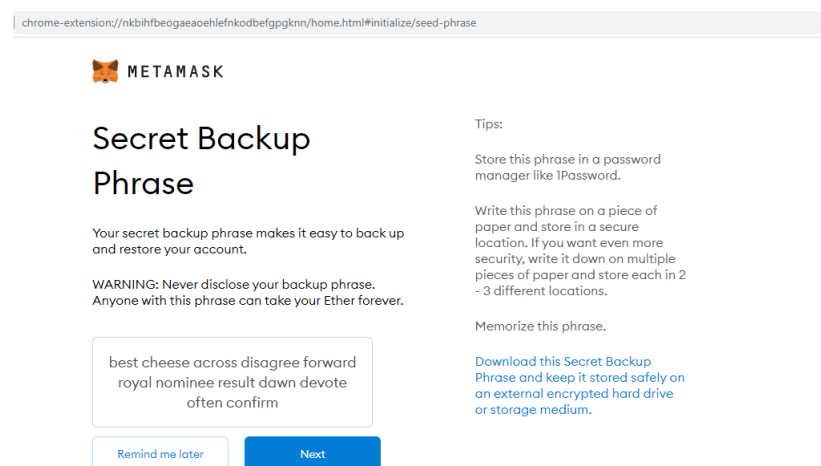 chrome-extension://nkbihfbeogaeaoehlefnkodbefgpgknn/home.html#initialize/seed-phrase
METAMASK
Secret Backup
Phrase
Your secret backup phrase makes it easy to back up
and restore your account.
WARNING: Never disclose your backup phrase.
Anyone with this phrase can take your Ether forever.
best cheese across disagree forward
royal nominee result dawn devote
often confirm
Remind me later
Next
Tips:
Store this phrase in a password
manager like 1Password.
Write this phrase on a piece of
paper and store in a secure
location. If you want even more
security, write it down on multiple
pieces of paper and store each in 2
- 3 different locations.
Memorize this phrase.
Download this Secret Backup
Phrase and keep it stored safely on
an external encrypted hard drive
or storage medium.